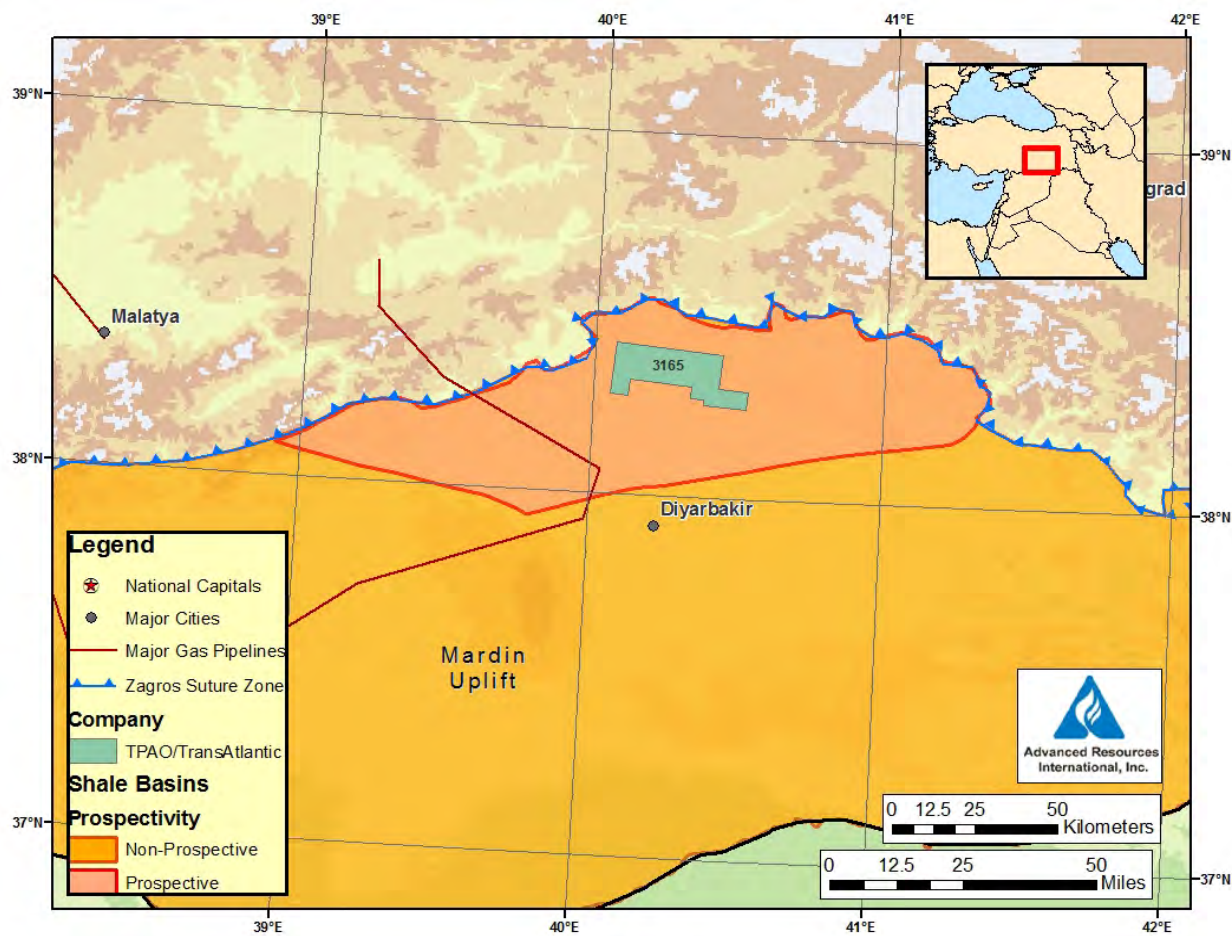 39°E
40°E
41°E
42°E
39°N
39°N
grad
Malatya
3165
38°N
38°N
Diyarbakir
Mardin
Uplift
Legend
National Capitals
Major Cities
Major Gas Pipelines
Zagros Suture Zone
Company
TPAO/TransAtlantic
Shale Basins
Prospectivity
Non-Prospective
Prospective
Advanced Resources
International, Inc.
0 12.5 25 50
Kilometers
0 12.5 25 50
Miles
37°N
37°N
39°E
40°E
41°E
42°E